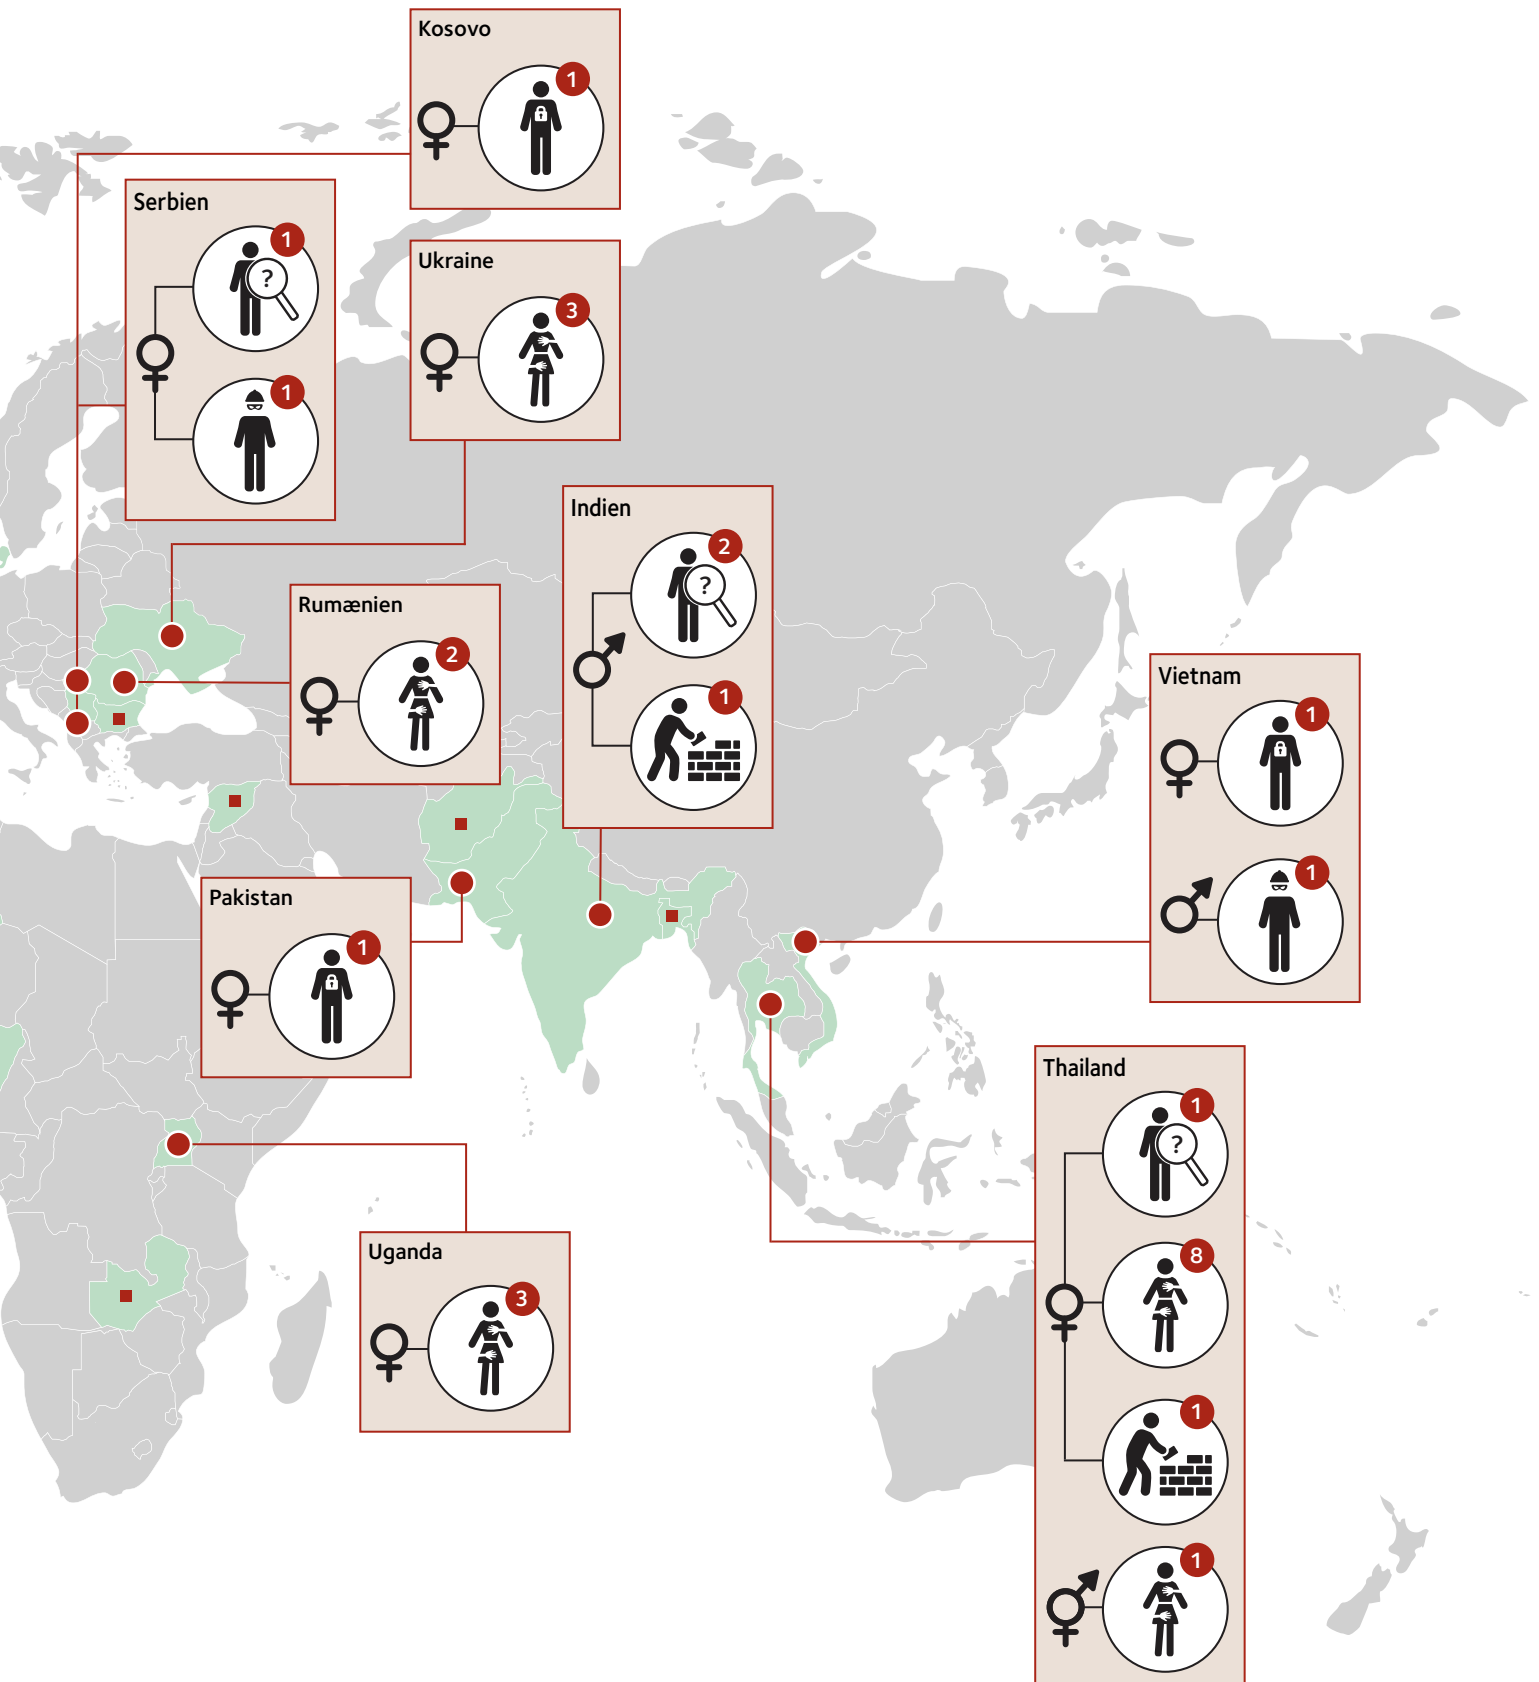 Kosovo
1
Serbien
1
?
1
Ukraine
3
Indien
2
?
1
Rumænien
2
Vietnam
1
1
Pakistan
1
Thailand
1
?
8
1
1
Uganda
3